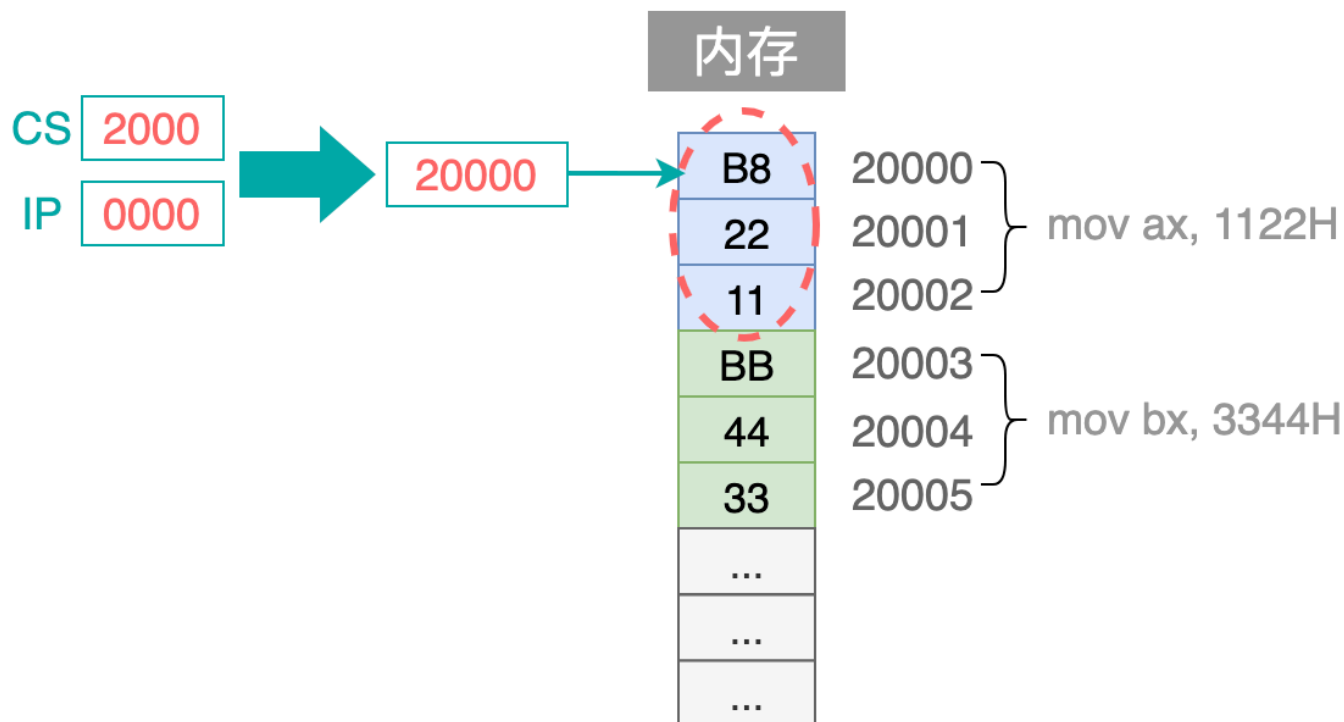 内存
CS 2000
IP 0000
20000
B8 20000
22 20001
11 20002
mov ax, 1122H
BB 20003
44 20004
33 20005
mov bx, 3344H
...
...
...